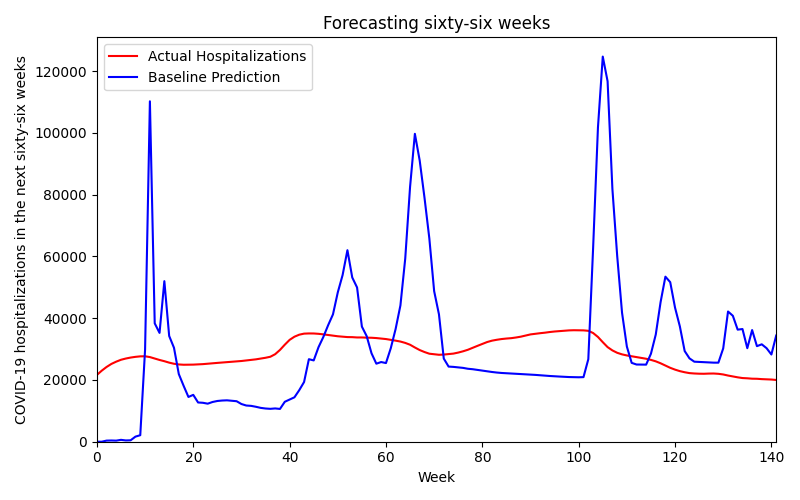 Forecasting sixty-six weeks
Actual Hospitalizations
Baseline Prediction
COVID-19 hospitalizations in the next sixty-six weeks
120000
100000
80000
60000
40000
20000
0
0 20 40 60 80 100 120 140
Week